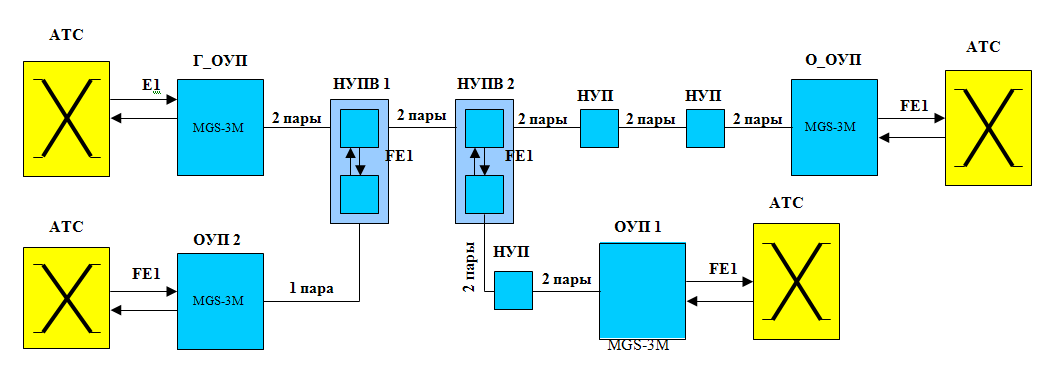 АТС
Г_ОУП
НУПВ 1
НУПВ 2
НУП
НУП
О_ОУП
АТС
E1
MGS-3M
2 пары
2 пары
2 пары
2 пары
2 пары
MGS-3M
FE1
FE1
FE1
АТС
ОУП 2
FE1
MGS-3M
1 пара
2 пары
НУП
2 пары
ОУП 1
MGS-3M
FE1
АТС